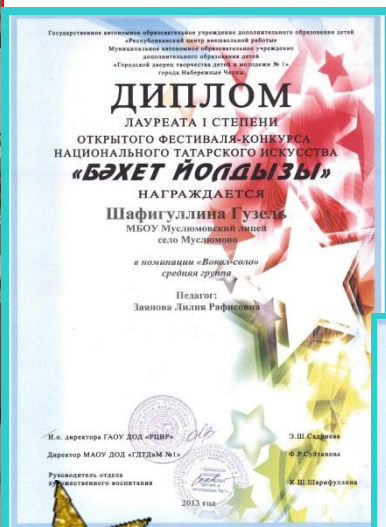 Государственное автономное образовательное учреждение дополнительного образования детей
«Республиканский центр внешкольной работы»
Муниципальное автономное образовательное учреждение
дополнительного образования детей
«Городской дворец творчества детей и молодежи № 1»
города Набережные Челны
ДИПЛОМ
ЛАУРЕАТА I СТЕПЕНИ
ОТКРЫТОГО ФЕСТИВАЛЯ-КОНКУРСА
НАЦИОНАЛЬНОГО ТАТАРСКОГО ИСКУССТВА
«БӘХЕТ ЙОЛДЫЗЫ»
НАГРАЖДАЕТСЯ
Шафигуллина Гузель
МБОУ Муслюмовский лицей
село Муслюмово
в номинации «Вокал-соло»
средняя группа
Педагог:
Заянова Лилия Рафисовна
И.о. директора ГАОУ ДОД «РЦВР» Э.Ш.Садриева
Директор МАОУ ДОД «ГДТДиМ №1» Ф.Р.Султанова
Руководитель отдела
художественного воспитания К.Ш.Шарифуллина
2013 год